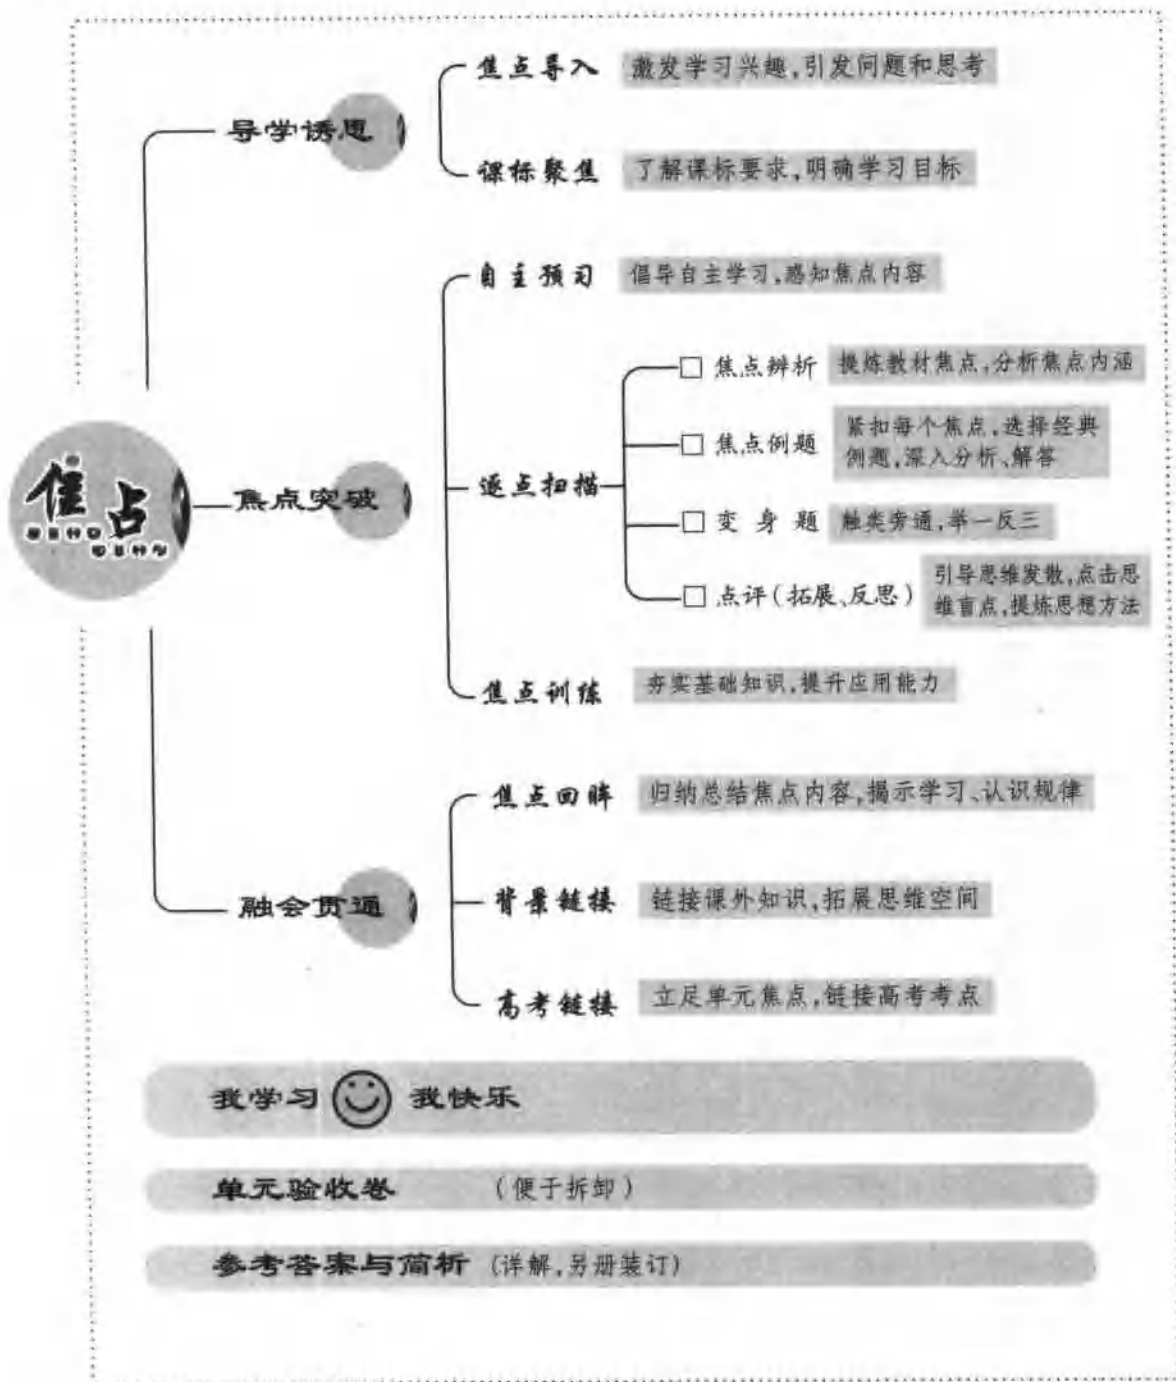 导学诱思
焦点导入 激发学习兴趣,引发问题和思考
课标聚焦 了解课标要求,明确学习目标
焦点
焦点突破
自主预习 倡导自主学习,感知焦点内容
逐点扫描
□ 焦点辨析 提炼教材焦点,分析焦点内涵
□ 焦点例题 紧扣每个焦点,选择经典
例题,深入分析、解答
□ 变身题 触类旁通,举一反三
□ 点评(拓展、反思) 引导思维发散,点击思
维盲点,提炼思想方法
焦点训练 夯实基础知识,提升应用能力
融会贯通
焦点回眸 归纳总结焦点内容,揭示学习、认识规律
背景链接 链接课外知识,拓展思维空间
高考链接 立足单元焦点,链接高考考点
我学习 我快乐
单元验收卷 (便于拆卸)
参考答案与简析 (详解,另册装订)